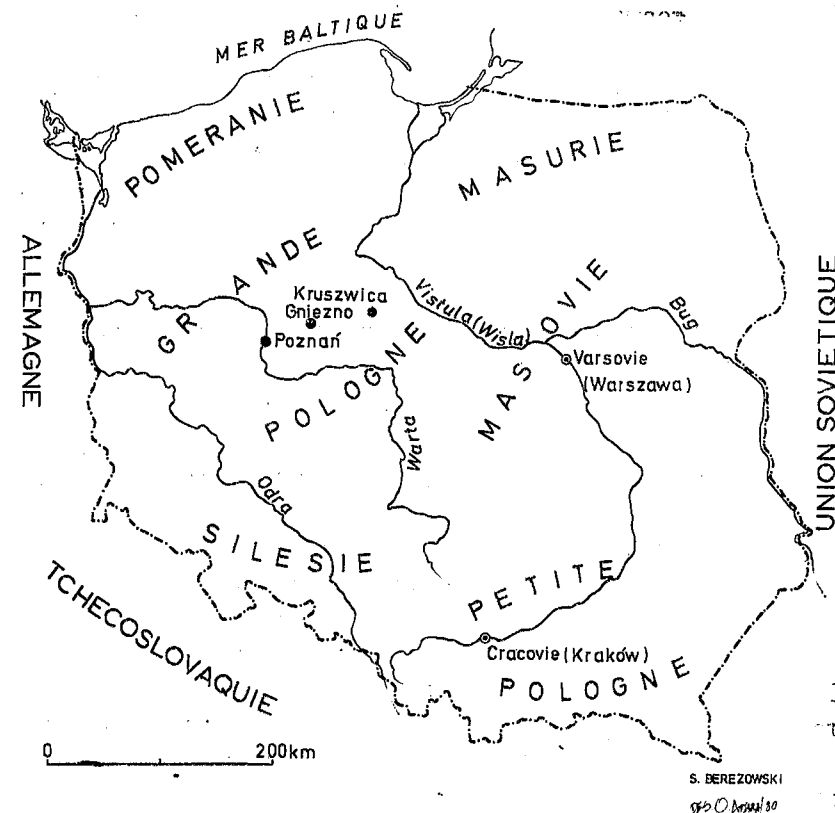 MER BALTIQUE
POMERANIE
MASURIE
ALLEMAGNE
GRANDE
Kruszwica
Gniezno
Poznań
POLOGNE
Vistula (Wisla)
MASOVIE
Bug
Varsovie
(Warszawa)
UNION SOVIETIQUE
Warta
Odra
SILESIE
TCHECOSLOVAQUIE
PETITE
Cracovie (Kraków)
POLOGNE
0 200km
S. BEREZOWSKI